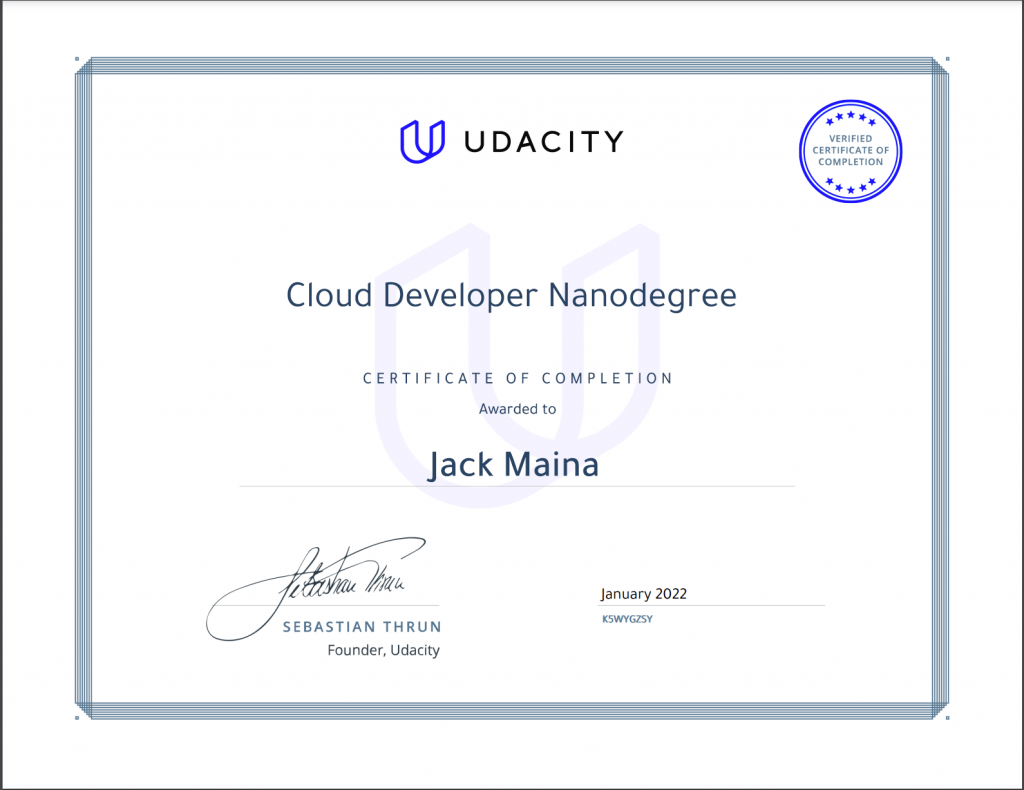 UDACITY
VERIFIED
CERTIFICATE OF
COMPLETION
Cloud Developer Nanodegree
CERTIFICATE OF COMPLETION
Awarded to
Jack Maina
Sebastian Thrun
SEBASTIAN THRUN
Founder, Udacity
January 2022
K5WYGZSY